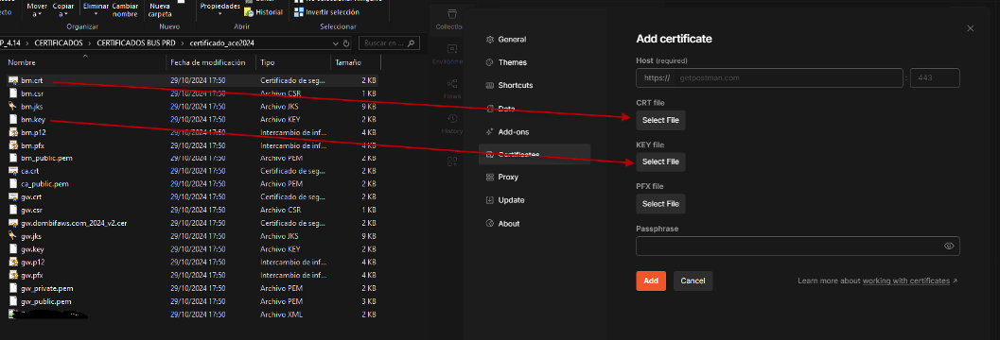 ecto
Mover
a
Copiar
a
Eliminar
Cambiar
nombre
Nueva
carpeta
Propiedades
Historial
Invertir selección
Organizar
Nuevo
Abrir
Seleccionar
P_4.14 > CERTIFICADOS > CERTIFICADOS BUS PRD > certificado_ace2024
Buscar en ...
Nombre Fecha de modificación Tipo Tamaño
bm.crt 29/10/2024 17:50 Certificado de seg... 2 KB
bm.csr 29/10/2024 17:50 Archivo CSR 1 KB
bm.jks 29/10/2024 17:50 Archivo JKS 9 KB
bm.key 29/10/2024 17:50 Archivo KEY 2 KB
bm.p12 29/10/2024 17:50 Intercambio de inf... 4 KB
bm.pfx 29/10/2024 17:50 Intercambio de inf... 4 KB
bm_public.pem 29/10/2024 17:50 Archivo PEM 2 KB
ca.crt 29/10/2024 17:50 Certificado de seg... 2 KB
ca_public.pem 29/10/2024 17:50 Archivo PEM 2 KB
gw.crt 29/10/2024 17:50 Certificado de seg... 2 KB
gw.csr 29/10/2024 17:50 Archivo CSR 1 KB
gw.dombifaws.com_2024_v2.cer 29/10/2024 17:50 Certificado de seg... 2 KB
gw.jks 29/10/2024 17:50 Archivo JKS 9 KB
gw.key 29/10/2024 17:50 Archivo KEY 2 KB
gw.p12 29/10/2024 17:50 Intercambio de inf... 4 KB
gw.pfx 29/10/2024 17:50 Intercambio de inf... 4 KB
gw_private.pem 29/10/2024 17:50 Archivo PEM 2 KB
gw_public.pem 29/10/2024 17:50 Archivo PEM 3 KB
29/10/2024 17:50 Archivo XML 2 KB
Collection
Environme
Flows
History
General
Themes
Shortcuts
Data
Add-ons
Certificates
Proxy
Update
About
Add certificate
Host (required)
https:// getpostman.com : 443
CRT file
Select File
KEY file
Select File
PFX file
Select File
Passphrase
Add Cancel
Learn more about working with certificates ↗